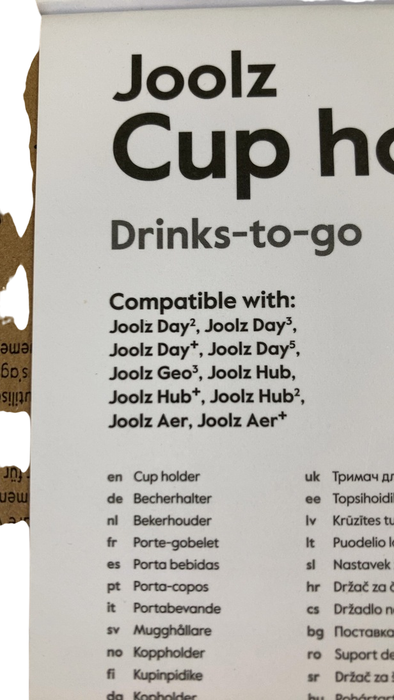 Joolz
Cup
Drinks-to-go
Compatible with:
Joolz Day², Joolz Day³,
Joolz Day⁺, Joolz Day⁵,
Joolz Geo³, Joolz Hub,
Joolz Hub⁺, Joolz Hub²,
Joolz Aer, Joolz Aer⁺
en Cup holder
de Becherhalter
nl Bekerhouder
fr Porte-gobelet
es Porta bebidas
pt Porta-copos
it Portabevande
sv Mugghållare
no Koppholder
fi Kupinpidike
da Kopholder
uk Тримач
ee
lv Krūzītes
lt Puodelio
sl Nastavek
hr Držač za
cs Držadlo
bg
ro Suport de
sr Držač za
hu